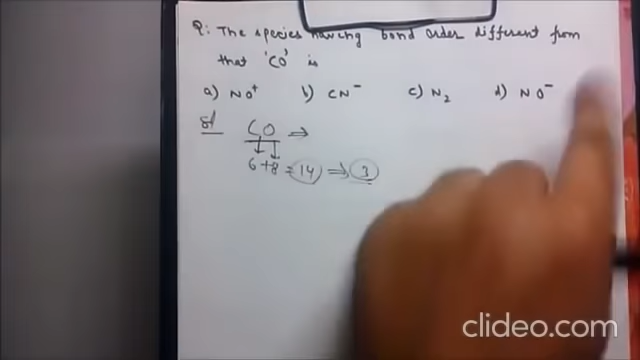 Q: The species having bond order different from
that 'CO' is
a) NO⁺ b) CN⁻ c) N₂ d) NO⁻
Sol CO ⇒
6+8 = 14 ⇒ 3
clideo.com